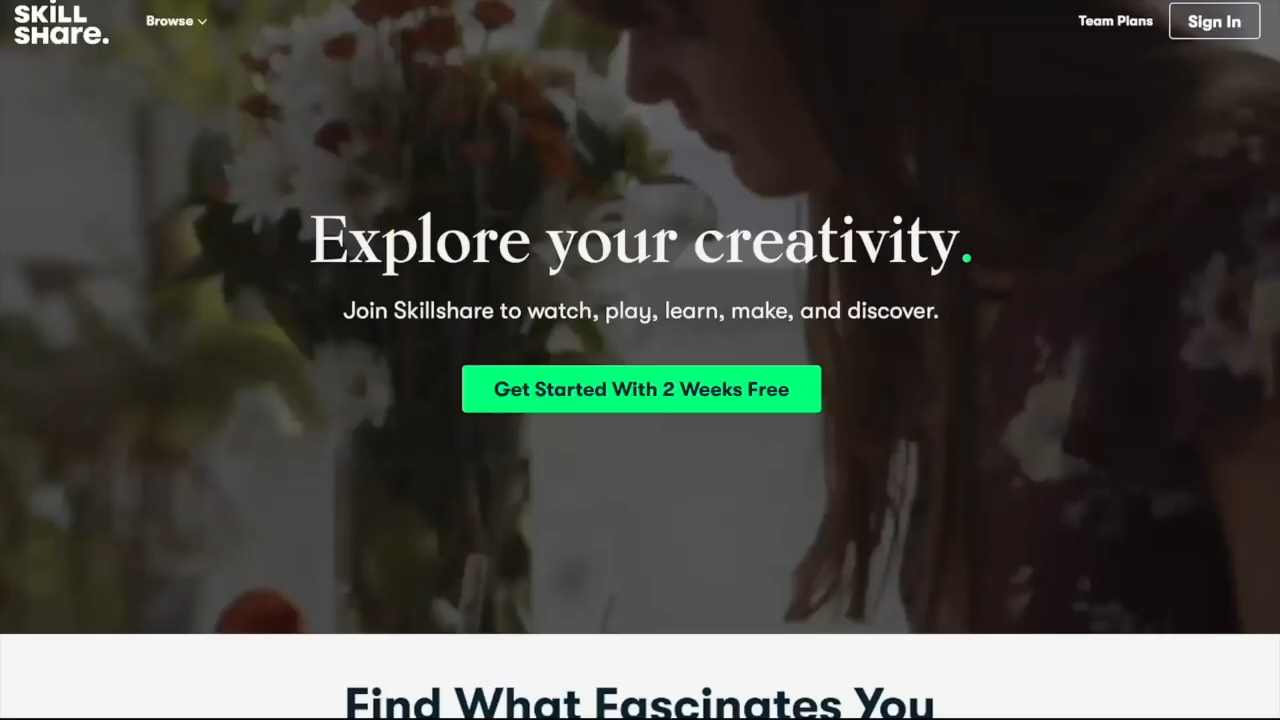 SKILL
SHare.
Browse
Team Plans
Sign In
Explore your creativity.
Join Skillshare to watch, play, learn, make, and discover.
Get Started With 2 Weeks Free
Find What Fascinates You